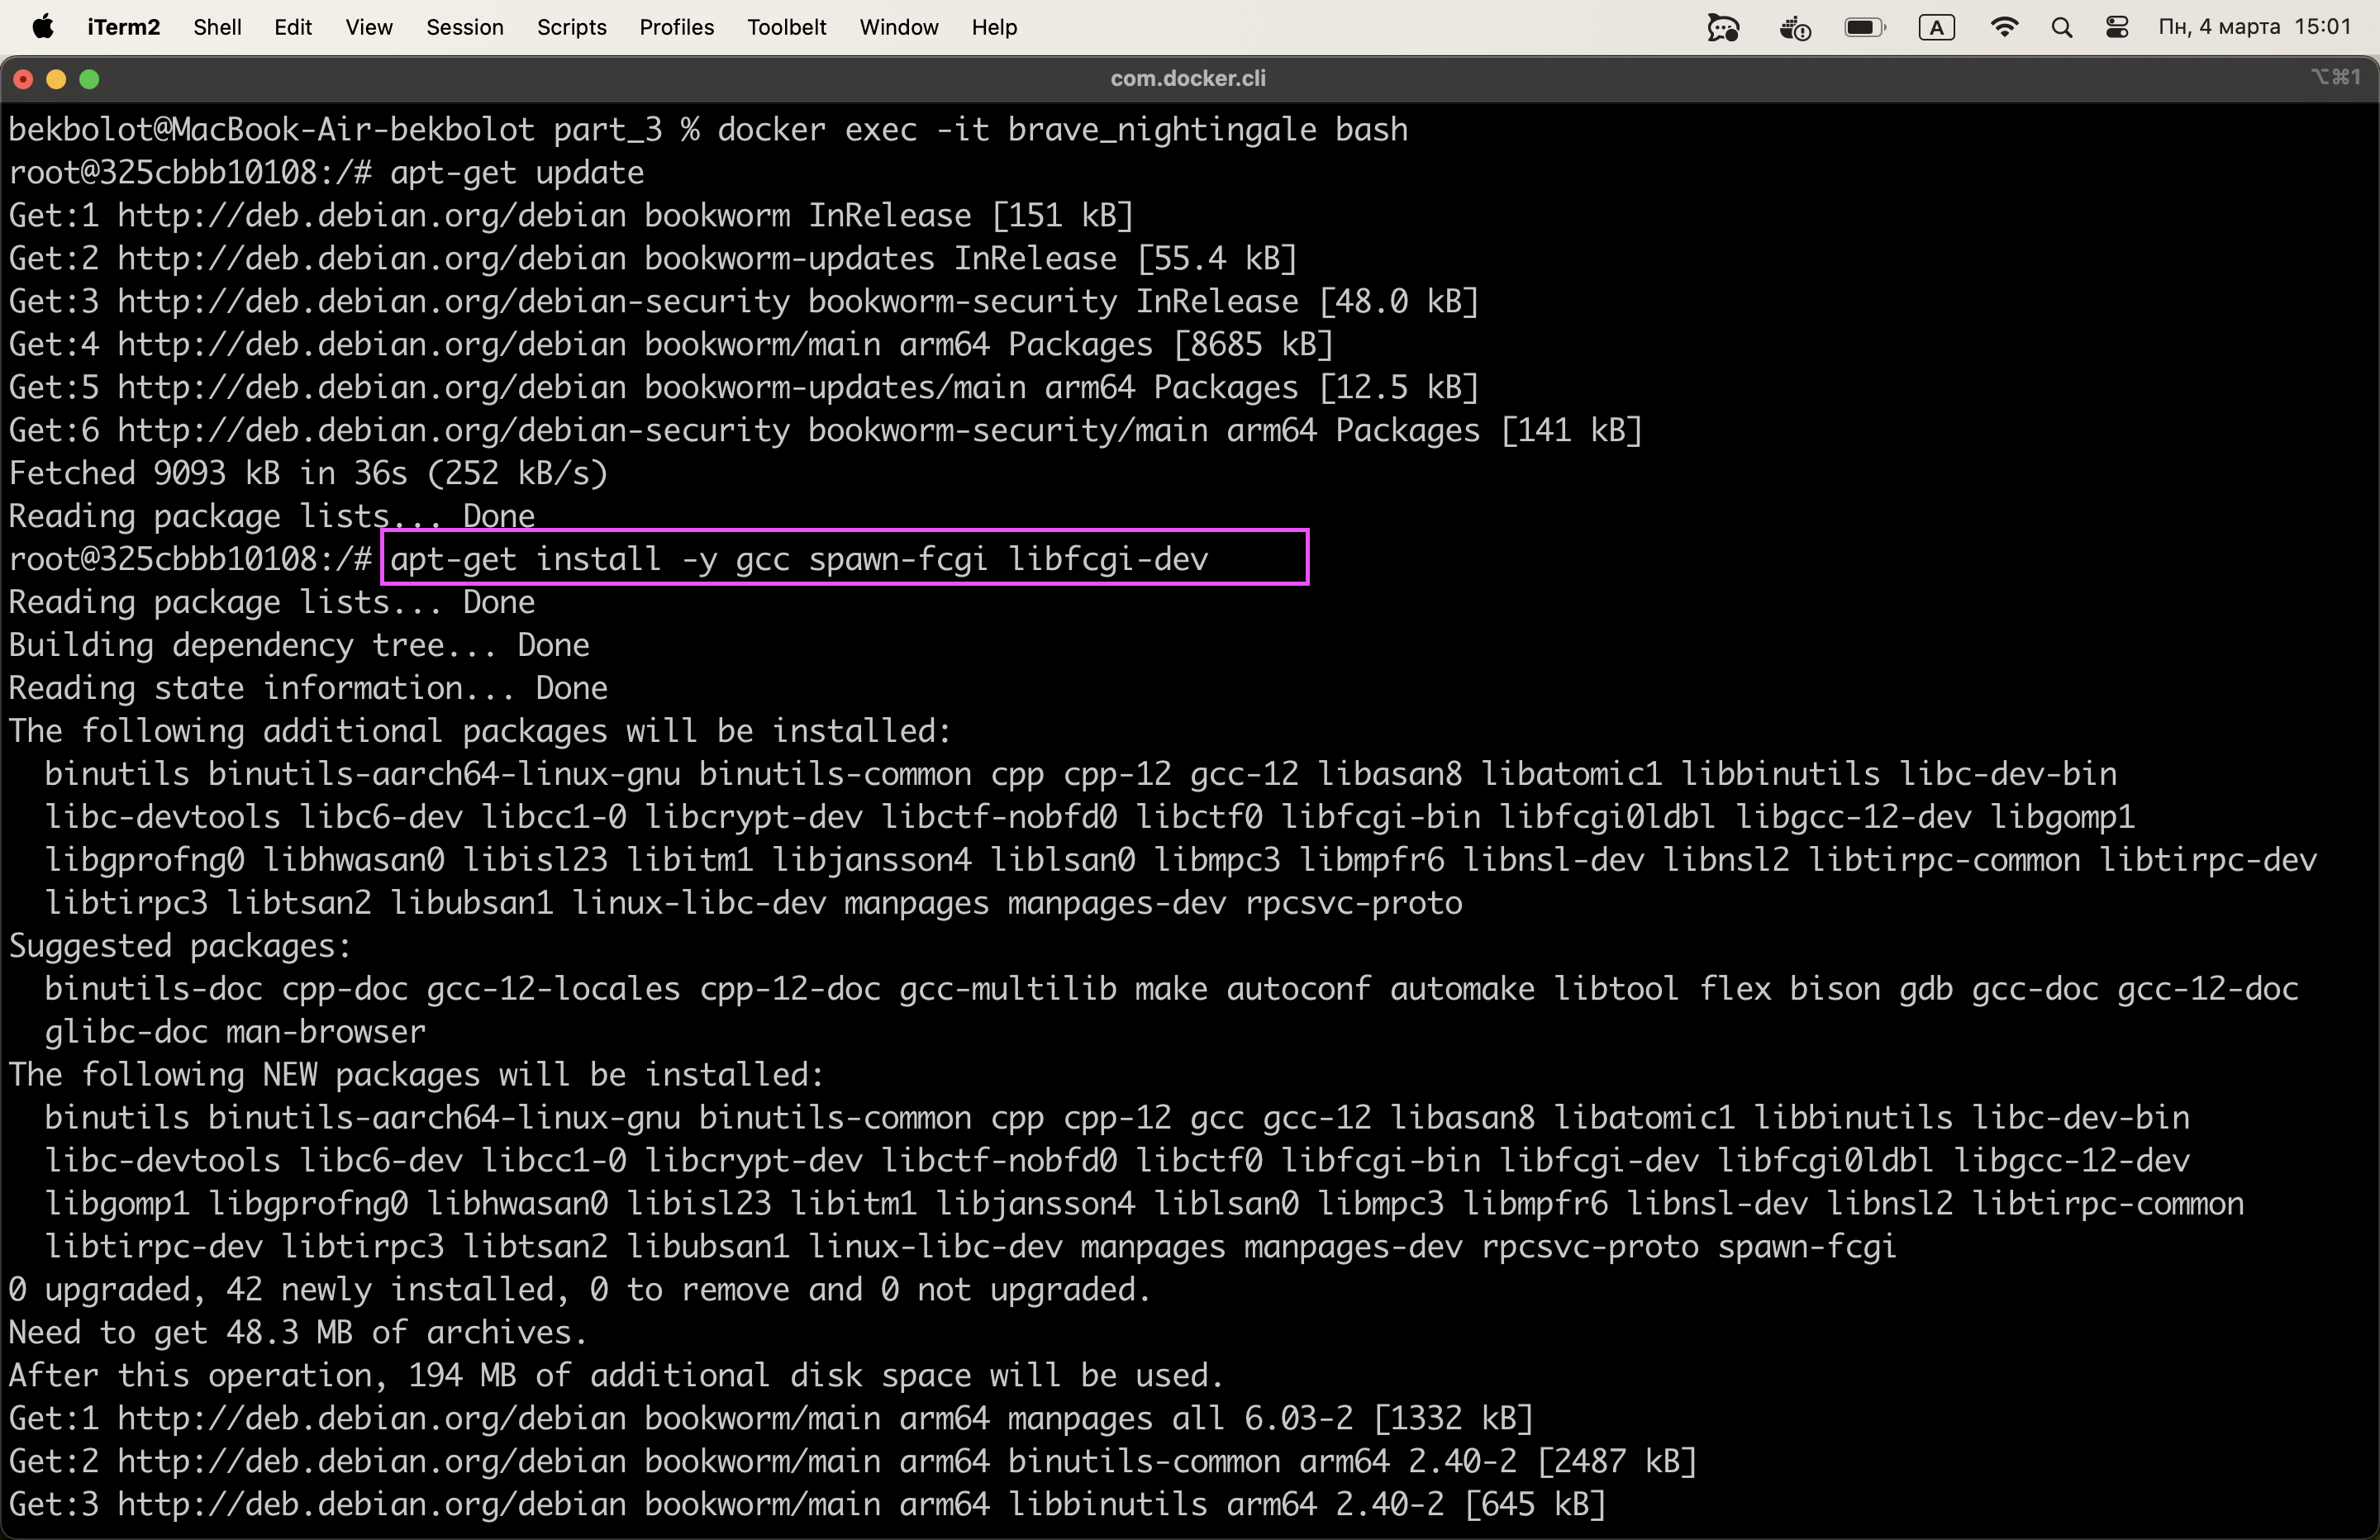 iTerm2 Shell Edit View Session Scripts Profiles Toolbelt Window Help A Пн, 4 марта 15:01
com.docker.cli ⌥⌘1
bekbolot@MacBook-Air-bekbolot part_3 % docker exec -it brave_nightingale bash
root@325cbbb10108:/# apt-get update
Get:1 http://deb.debian.org/debian bookworm InRelease [151 kB]
Get:2 http://deb.debian.org/debian bookworm-updates InRelease [55.4 kB]
Get:3 http://deb.debian.org/debian-security bookworm-security InRelease [48.0 kB]
Get:4 http://deb.debian.org/debian bookworm/main arm64 Packages [8685 kB]
Get:5 http://deb.debian.org/debian bookworm-updates/main arm64 Packages [12.5 kB]
Get:6 http://deb.debian.org/debian-security bookworm-security/main arm64 Packages [141 kB]
Fetched 9093 kB in 36s (252 kB/s)
Reading package lists... Done
root@325cbbb10108:/# apt-get install -y gcc spawn-fcgi libfcgi-dev
Reading package lists... Done
Building dependency tree... Done
Reading state information... Done
The following additional packages will be installed:
  binutils binutils-aarch64-linux-gnu binutils-common cpp cpp-12 gcc-12 libasan8 libatomic1 libbinutils libc-dev-bin
  libc-devtools libc6-dev libcc1-0 libcrypt-dev libctf-nobfd0 libctf0 libfcgi-bin libfcgi0ldbl libgcc-12-dev libgomp1
  libgprofng0 libhwasan0 libisl23 libitm1 libjansson4 liblsan0 libmpc3 libmpfr6 libnsl-dev libnsl2 libtirpc-common libtirpc-dev
  libtirpc3 libtsan2 libubsan1 linux-libc-dev manpages manpages-dev rpcsvc-proto
Suggested packages:
  binutils-doc cpp-doc gcc-12-locales cpp-12-doc gcc-multilib make autoconf automake libtool flex bison gdb gcc-doc gcc-12-doc
  glibc-doc man-browser
The following NEW packages will be installed:
  binutils binutils-aarch64-linux-gnu binutils-common cpp cpp-12 gcc gcc-12 libasan8 libatomic1 libbinutils libc-dev-bin
  libc-devtools libc6-dev libcc1-0 libcrypt-dev libctf-nobfd0 libctf0 libfcgi-bin libfcgi-dev libfcgi0ldbl libgcc-12-dev
  libgomp1 libgprofng0 libhwasan0 libisl23 libitm1 libjansson4 liblsan0 libmpc3 libmpfr6 libnsl-dev libnsl2 libtirpc-common
  libtirpc-dev libtirpc3 libtsan2 libubsan1 linux-libc-dev manpages manpages-dev rpcsvc-proto spawn-fcgi
0 upgraded, 42 newly installed, 0 to remove and 0 not upgraded.
Need to get 48.3 MB of archives.
After this operation, 194 MB of additional disk space will be used.
Get:1 http://deb.debian.org/debian bookworm/main arm64 manpages all 6.03-2 [1332 kB]
Get:2 http://deb.debian.org/debian bookworm/main arm64 binutils-common arm64 2.40-2 [2487 kB]
Get:3 http://deb.debian.org/debian bookworm/main arm64 libbinutils arm64 2.40-2 [645 kB]